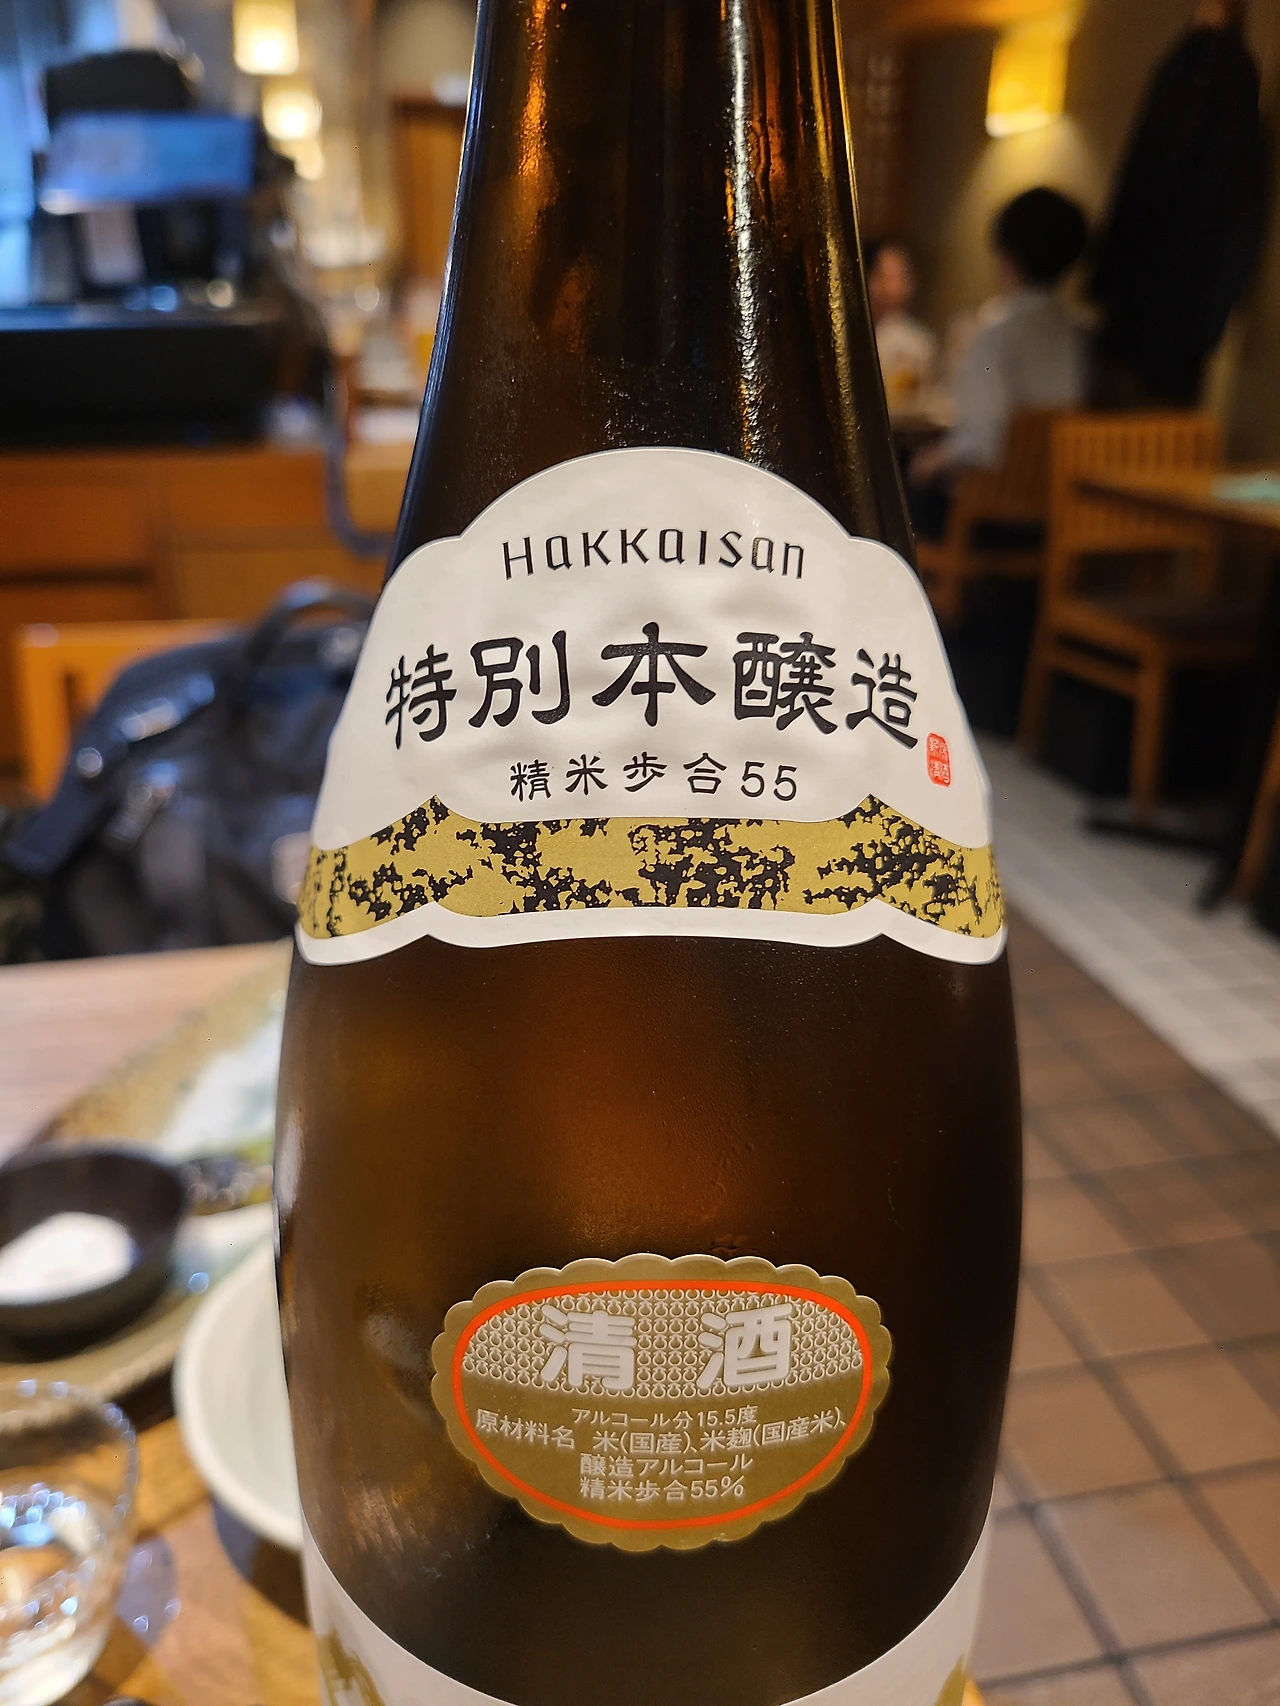 Hakkaisan
特別本醸造
精米歩合55
清酒
アルコール分15.5度
原材料名 米(国産)、米麹(国産米)、
醸造アルコール
精米歩合55%